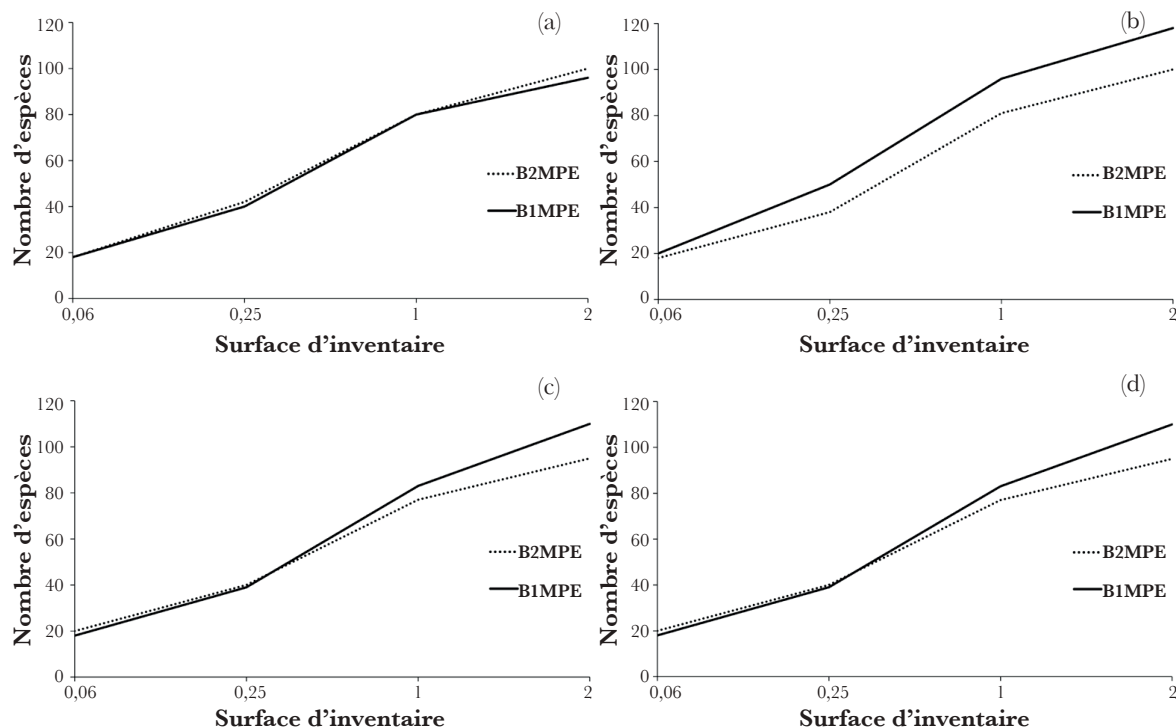 (a)
Nombre d'espèces
120
100
80
60
40
20
0
0,06
0,25
1
2
B2MPE
B1MPE
Surface d'inventaire
(b)
Nombre d'espèces
120
100
80
60
40
20
0
0,06
0,25
1
2
B2MPE
B1MPE
Surface d'inventaire
(c)
Nombre d'espèces
120
100
80
60
40
20
0
0,06
0,25
1
2
B2MPE
B1MPE
Surface d'inventaire
(d)
Nombre d'espèces
120
100
80
60
40
20
0
0,06
0,25
1
2
B2MPE
B1MPE
Surface d'inventaire